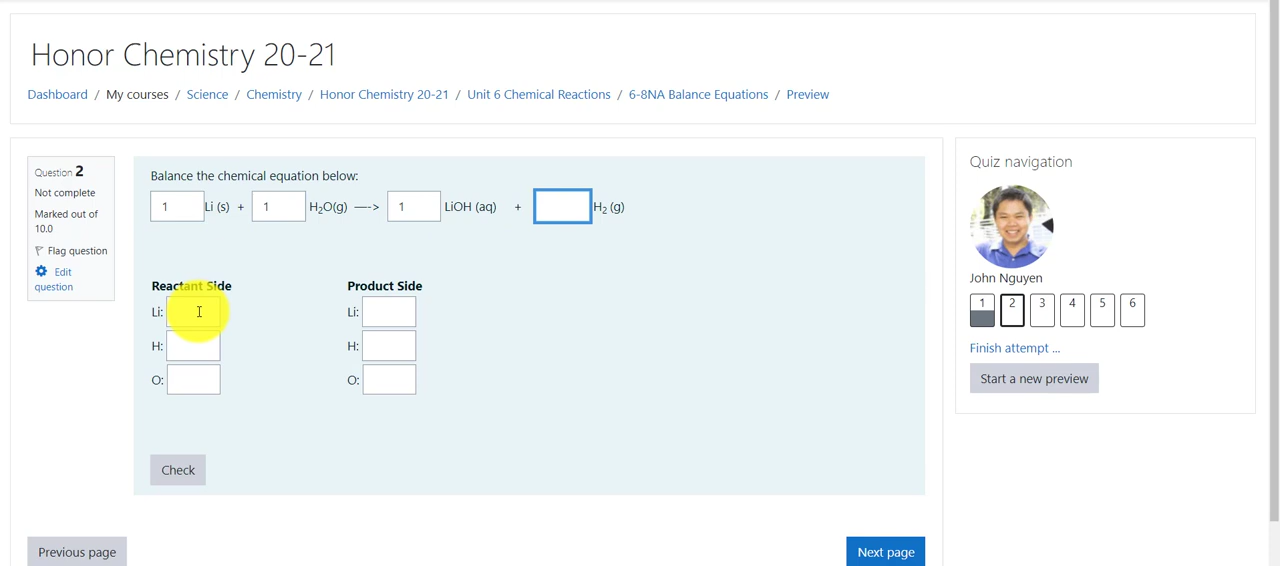 Honor Chemistry 20-21
Dashboard / My courses / Science / Chemistry / Honor Chemistry 20-21 / Unit 6 Chemical Reactions / 6-8NA Balance Equations / Preview
Question 2
Not complete
Marked out of
10.0
Flag question
Edit
question
Balance the chemical equation below:
1 Li (s) + 1 H₂O(g) —-> 1 LiOH (aq) + H₂ (g)
Reactant Side Product Side
Li: Li:
H: H:
O: O:
Check
Previous page
Next page
Quiz navigation
John Nguyen
1 2 3 4 5 6
Finish attempt ...
Start a new preview